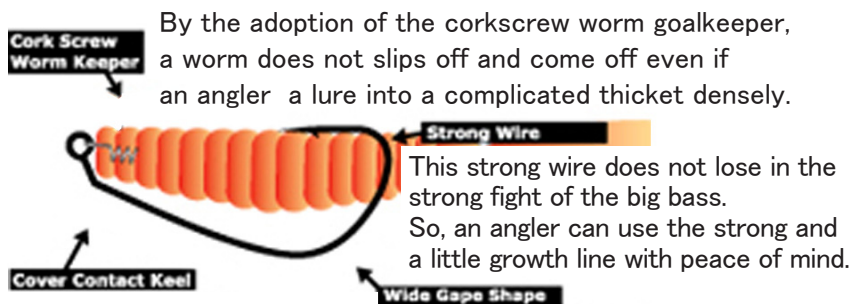 By the adoption of the corkscrew worm goalkeeper,
a worm does not slips off and come off even if
an angler a lure into a complicated thicket densely.
Cork Screw
Worm Keeper
Strong Wire
This strong wire does not lose in the
strong fight of the big bass.
So, an angler can use the strong and
a little growth line with peace of mind.
Cover Contact Keel
Wide Gape Shape